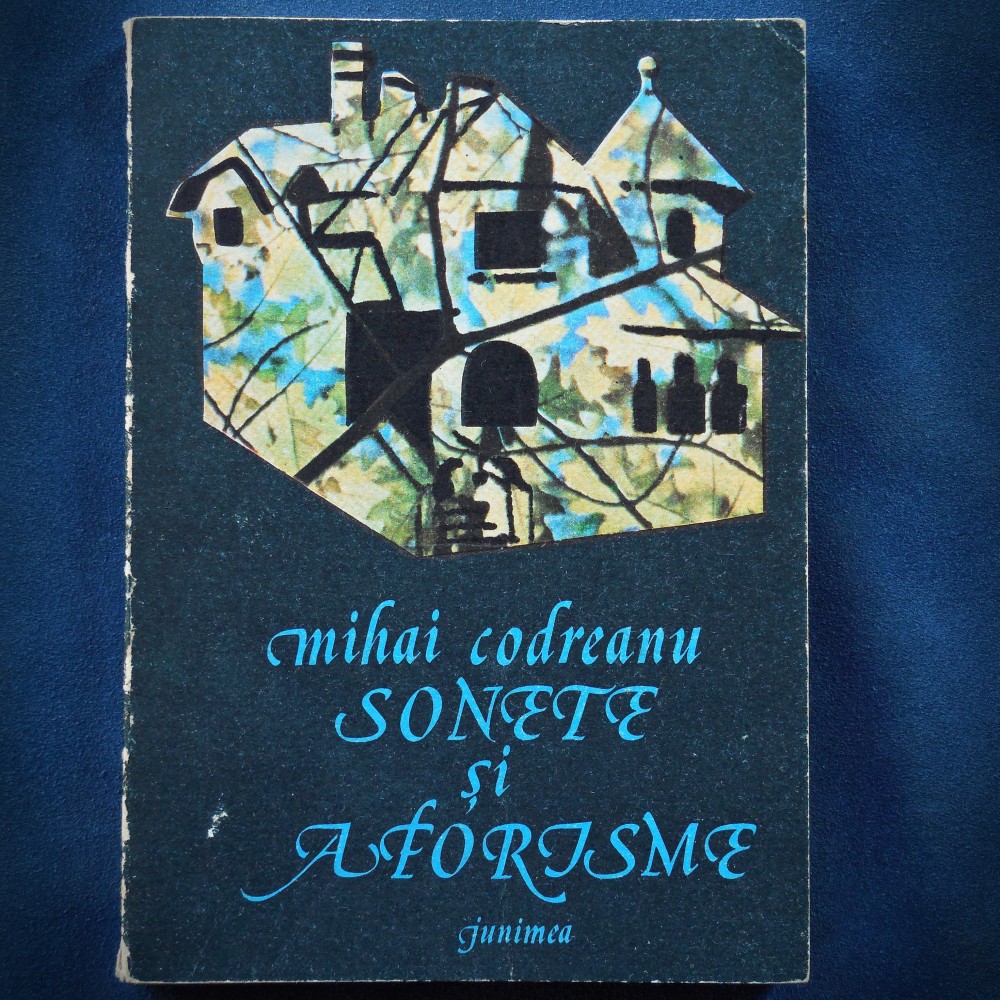 mihai codreanu
SONETE
și
AFORISME
junimea